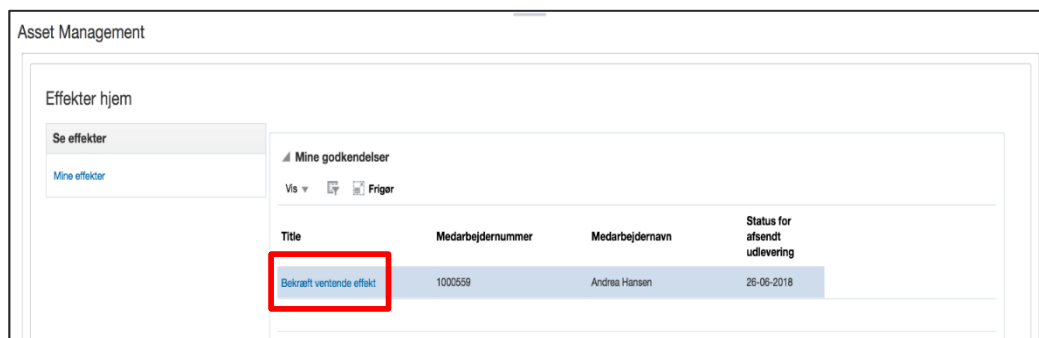 Asset Management
Effekter hjem
Se effekter
Mine effekter
Mine godkendelser
Vis Frigør
Title Medarbejdernummer Medarbejdernavn Status for afsendt udlevering
Bekræft ventende effekt 1000559 Andrea Hansen 26-06-2018